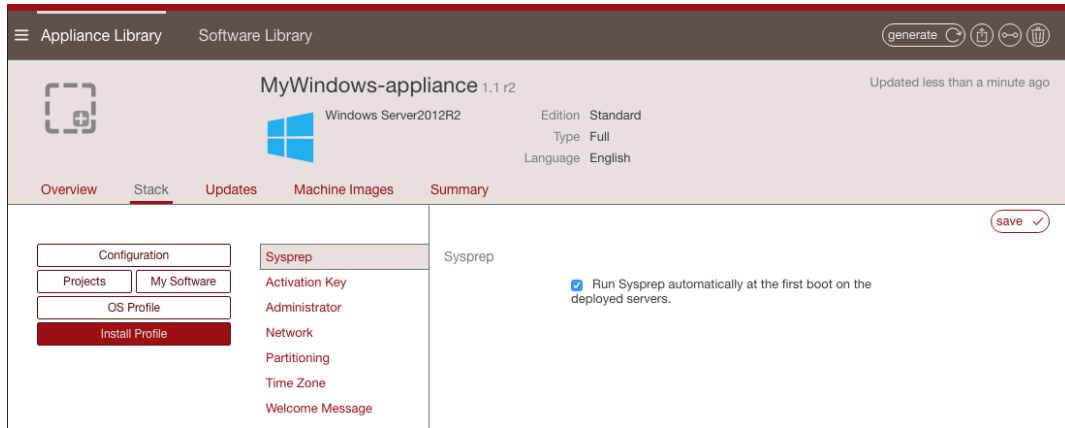 Appliance Library
Software Library
generate
MyWindows-appliance 1.1 r2
Updated less than a minute ago
Windows Server2012R2
Edition Standard
Type Full
Language English
Overview
Stack
Updates
Machine Images
Summary
save
Configuration
Projects
My Software
OS Profile
Install Profile
Sysprep
Activation Key
Administrator
Network
Partitioning
Time Zone
Welcome Message
Sysprep
Run Sysprep automatically at the first boot on the
deployed servers.